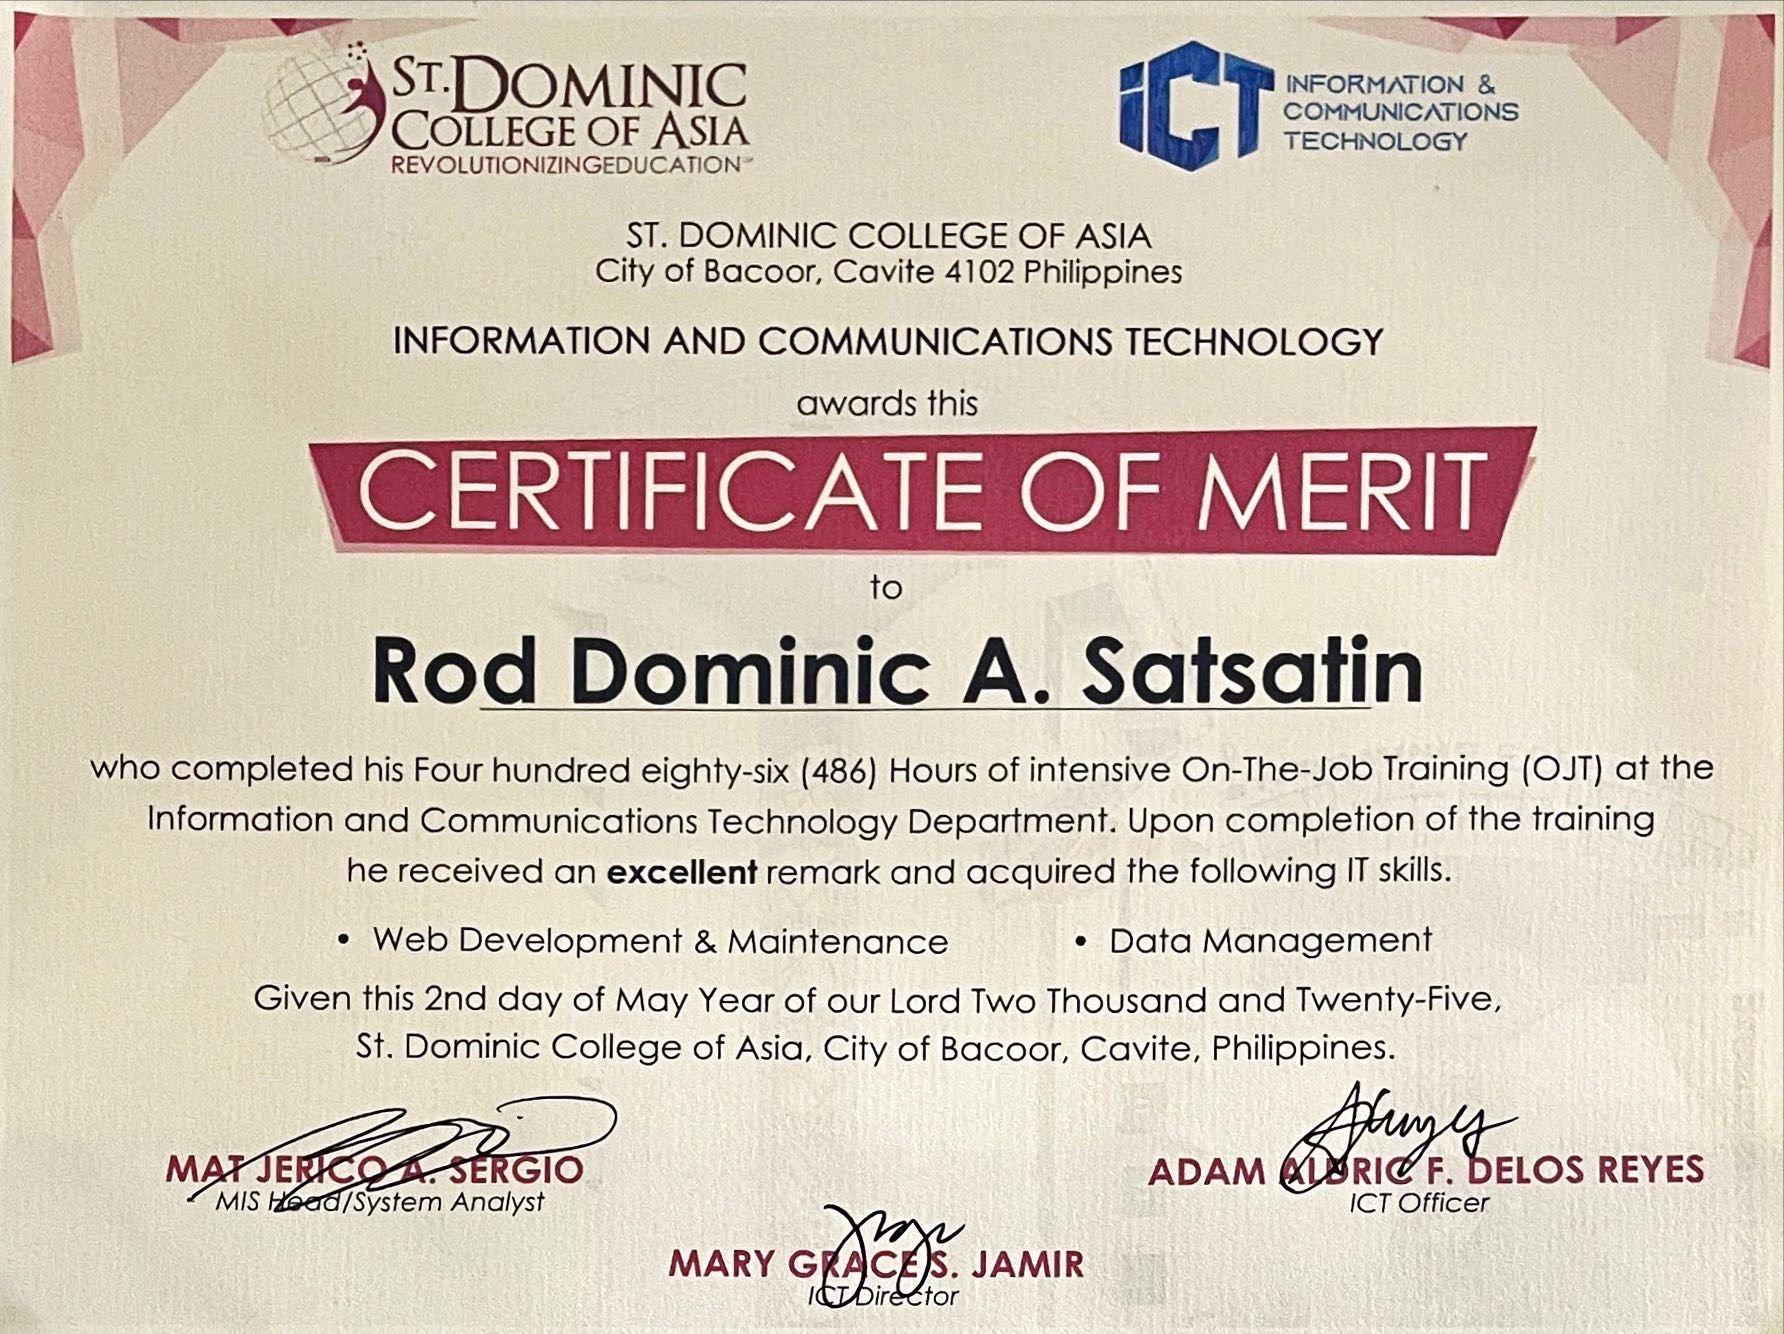 ST. DOMINIC
COLLEGE OF ASIA
REVOLUTIONIZINGEDUCATION
iCT INFORMATION &
COMMUNICATIONS
TECHNOLOGY
ST. DOMINIC COLLEGE OF ASIA
City of Bacoor, Cavite 4102 Philippines
INFORMATION AND COMMUNICATIONS TECHNOLOGY
awards this
CERTIFICATE OF MERIT
to
Rod Dominic A. Satsatin
who completed his Four hundred eighty-six (486) Hours of intensive On-The-Job Training (OJT) at the
Information and Communications Technology Department. Upon completion of the training
he received an excellent remark and acquired the following IT skills.
• Web Development & Maintenance • Data Management
Given this 2nd day of May Year of our Lord Two Thousand and Twenty-Five,
St. Dominic College of Asia, City of Bacoor, Cavite, Philippines.
MAT JERICO A. SERGIO
MIS Head/System Analyst
ADAM ALDRIC F. DELOS REYES
ICT Officer
MARY GRACE S. JAMIR
ICT Director